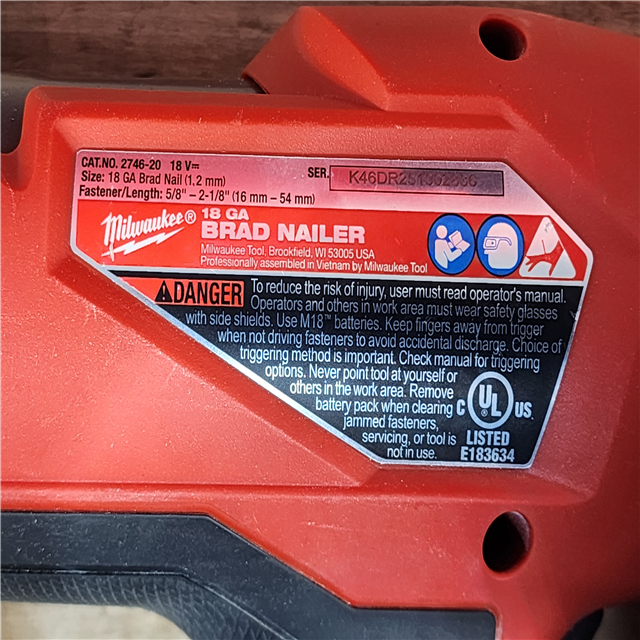 CAT.NO. 2746-20 18 V⎓
Size: 18 GA Brad Nail (1.2 mm)
Fastener/Length: 5/8" – 2-1/8" (16 mm – 54 mm)
SER.
Milwaukee®
18 GA
BRAD NAILER
Milwaukee Tool, Brookfield, WI 53005 USA
Professionally assembled in Vietnam by Milwaukee Tool
DANGER
To reduce the risk of injury, user must read operator's manual.
Operators and others in work area must wear safety glasses
with side shields. Use M18™ batteries. Keep fingers away from trigger
when not driving fasteners to avoid accidental discharge. Choice of
triggering method is important. Check manual for triggering
options. Never point tool at yourself or
others in the work area. Remove
battery pack when clearing
jammed fasteners,
servicing, or tool is
not in use.
C UL US
®
LISTED
E183634